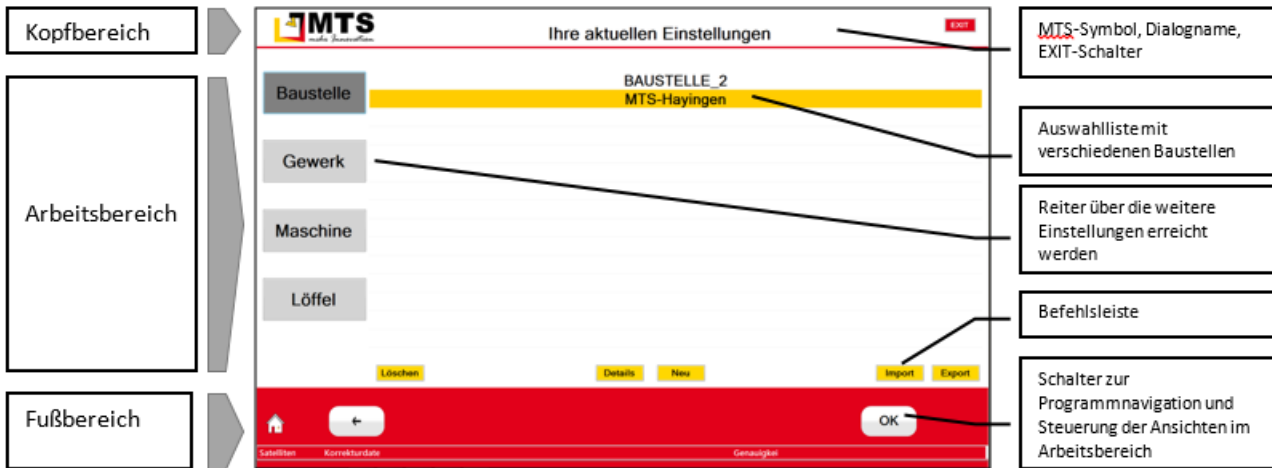 Kopfbereich
MTS
mehr Innovation
Ihre aktuellen Einstellungen
EXIT
MTS-Symbol, Dialogname,
EXIT-Schalter
Arbeitsbereich
Baustelle
BAUSTELLE_2
MTS-Hayingen
Auswahlliste mit
verschiedenen Baustellen
Gewerk
Reiter über die weitere
Einstellungen erreicht
werden
Maschine
Löffel
Befehlsleiste
Löschen
Details
Neu
Import
Export
Fußbereich
←
OK
Schalter zur
Programmnavigation und
Steuerung der Ansichten im
Arbeitsbereich
Satelliten
Korrekturdate
Genauigkei